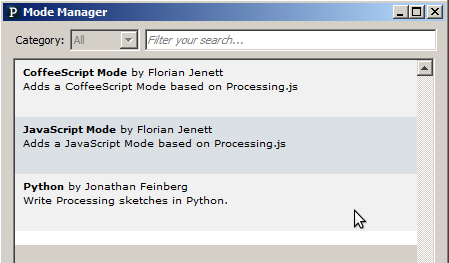 P Mode Manager
Category: All Filter your search...
CoffeeScript Mode by Florian Jenett
Adds a CoffeeScript Mode based on Processing.js
JavaScript Mode by Florian Jenett
Adds a JavaScript Mode based on Processing.js
Python by Jonathan Feinberg
Write Processing sketches in Python.